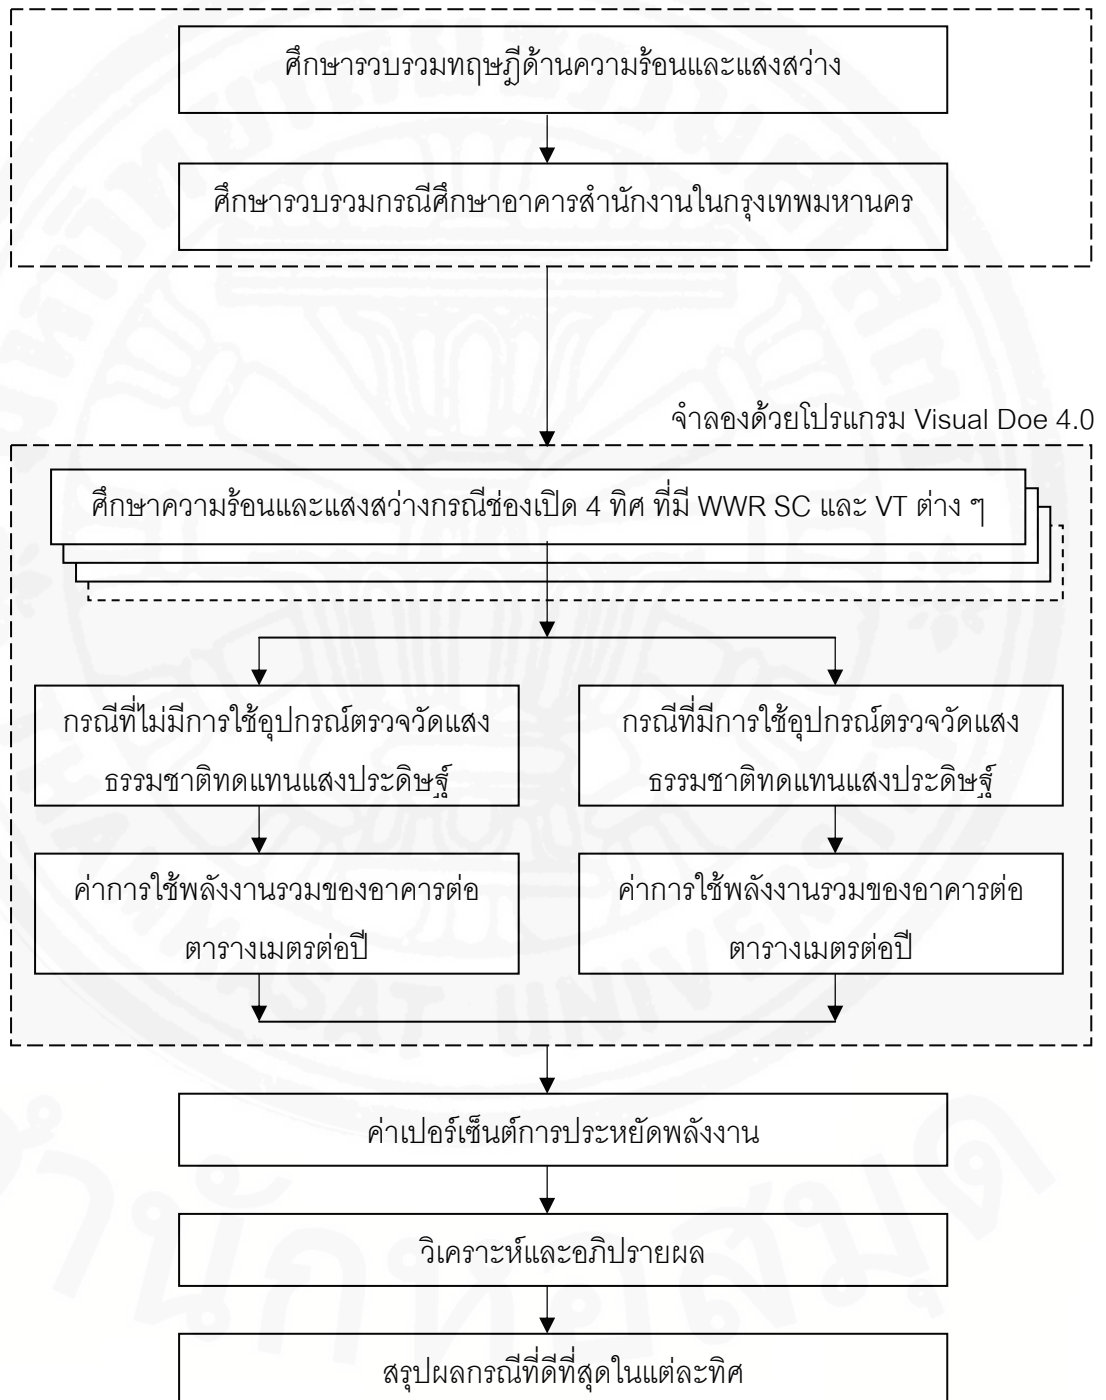 ศึกษารวบรวมทฤษฎีด้านความร้อนและแสงสว่าง
ศึกษารวบรวมกรณีศึกษาอาคารสำนักงานในกรุงเทพมหานคร
จำลองด้วยโปรแกรม Visual Doe 4.0
ศึกษาความร้อนและแสงสว่างกรณีช่องเปิด 4 ทิศ ที่มี WWR SC และ VT ต่าง ๆ
กรณีที่ไม่มีการใช้อุปกรณ์ตรวจวัดแสง
ธรรมชาติทดแทนแสงประดิษฐ์
กรณีที่มีการใช้อุปกรณ์ตรวจวัดแสง
ธรรมชาติทดแทนแสงประดิษฐ์
ค่าการใช้พลังงานรวมของอาคารต่อ
ตารางเมตรต่อปี
ค่าการใช้พลังงานรวมของอาคารต่อ
ตารางเมตรต่อปี
ค่าเปอร์เซ็นต์การประหยัดพลังงาน
วิเคราะห์และอภิปรายผล
สรุปผลกรณีที่ดีที่สุดในแต่ละทิศ